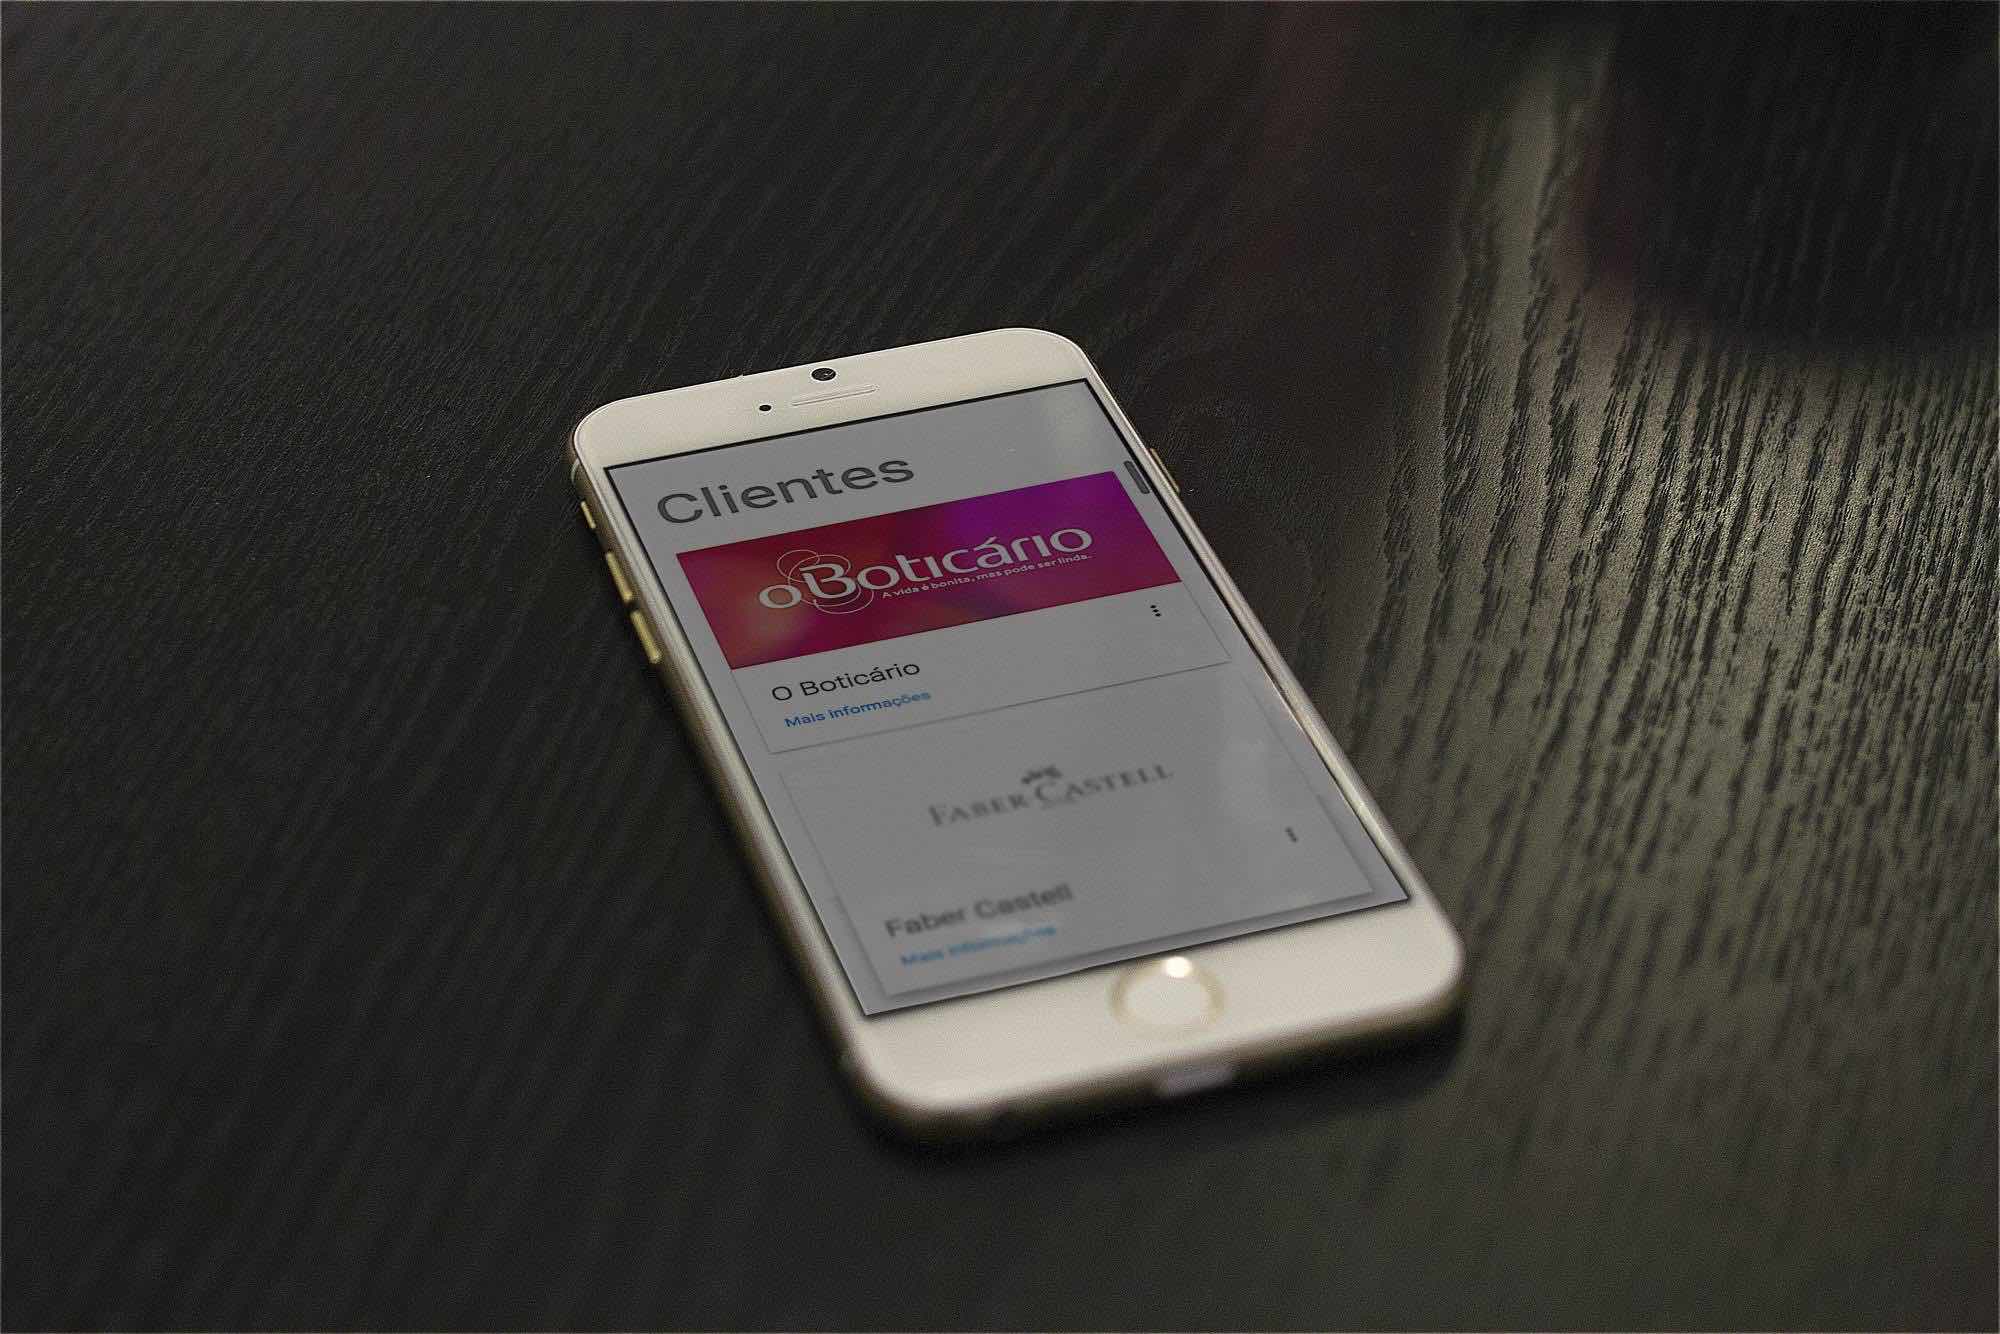 Clientes
oBoticário
A vida é bonita, mas pode ser linda.
O Boticário
Mais informações
FABER CASTELL
Faber Castell
Mais informações